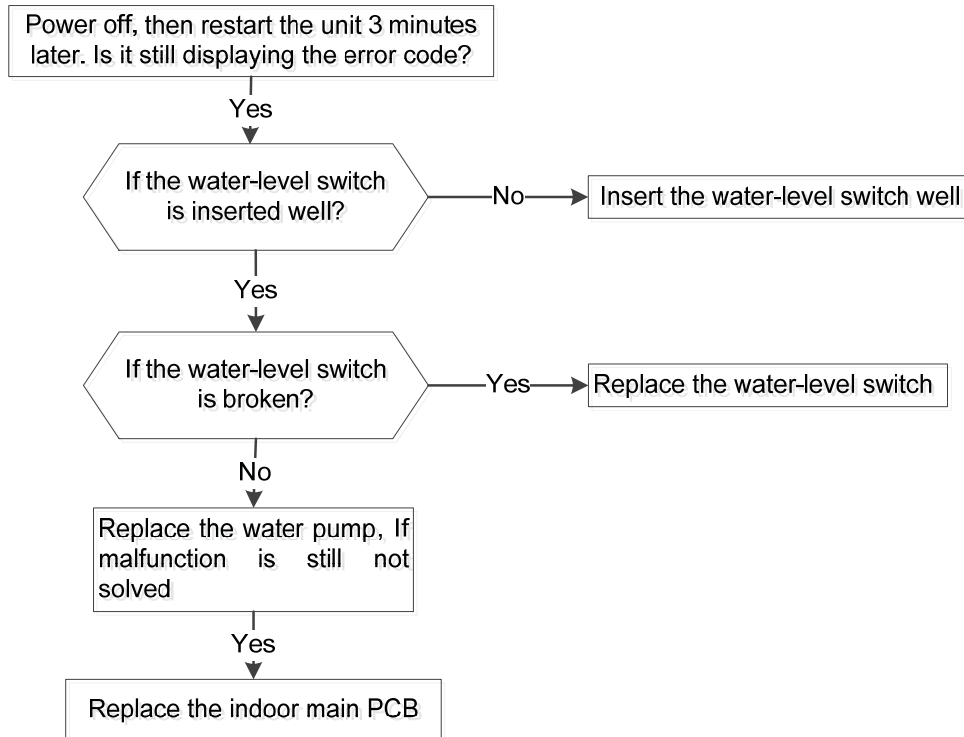 Power off, then restart the unit 3 minutes
later. Is it still displaying the error code?
Yes
If the water-level switch
is inserted well?
No
Insert the water-level switch well
Yes
If the water-level switch
is broken?
Yes
Replace the water-level switch
No
Replace the water pump, If
malfunction is still not
solved
Yes
Replace the indoor main PCB